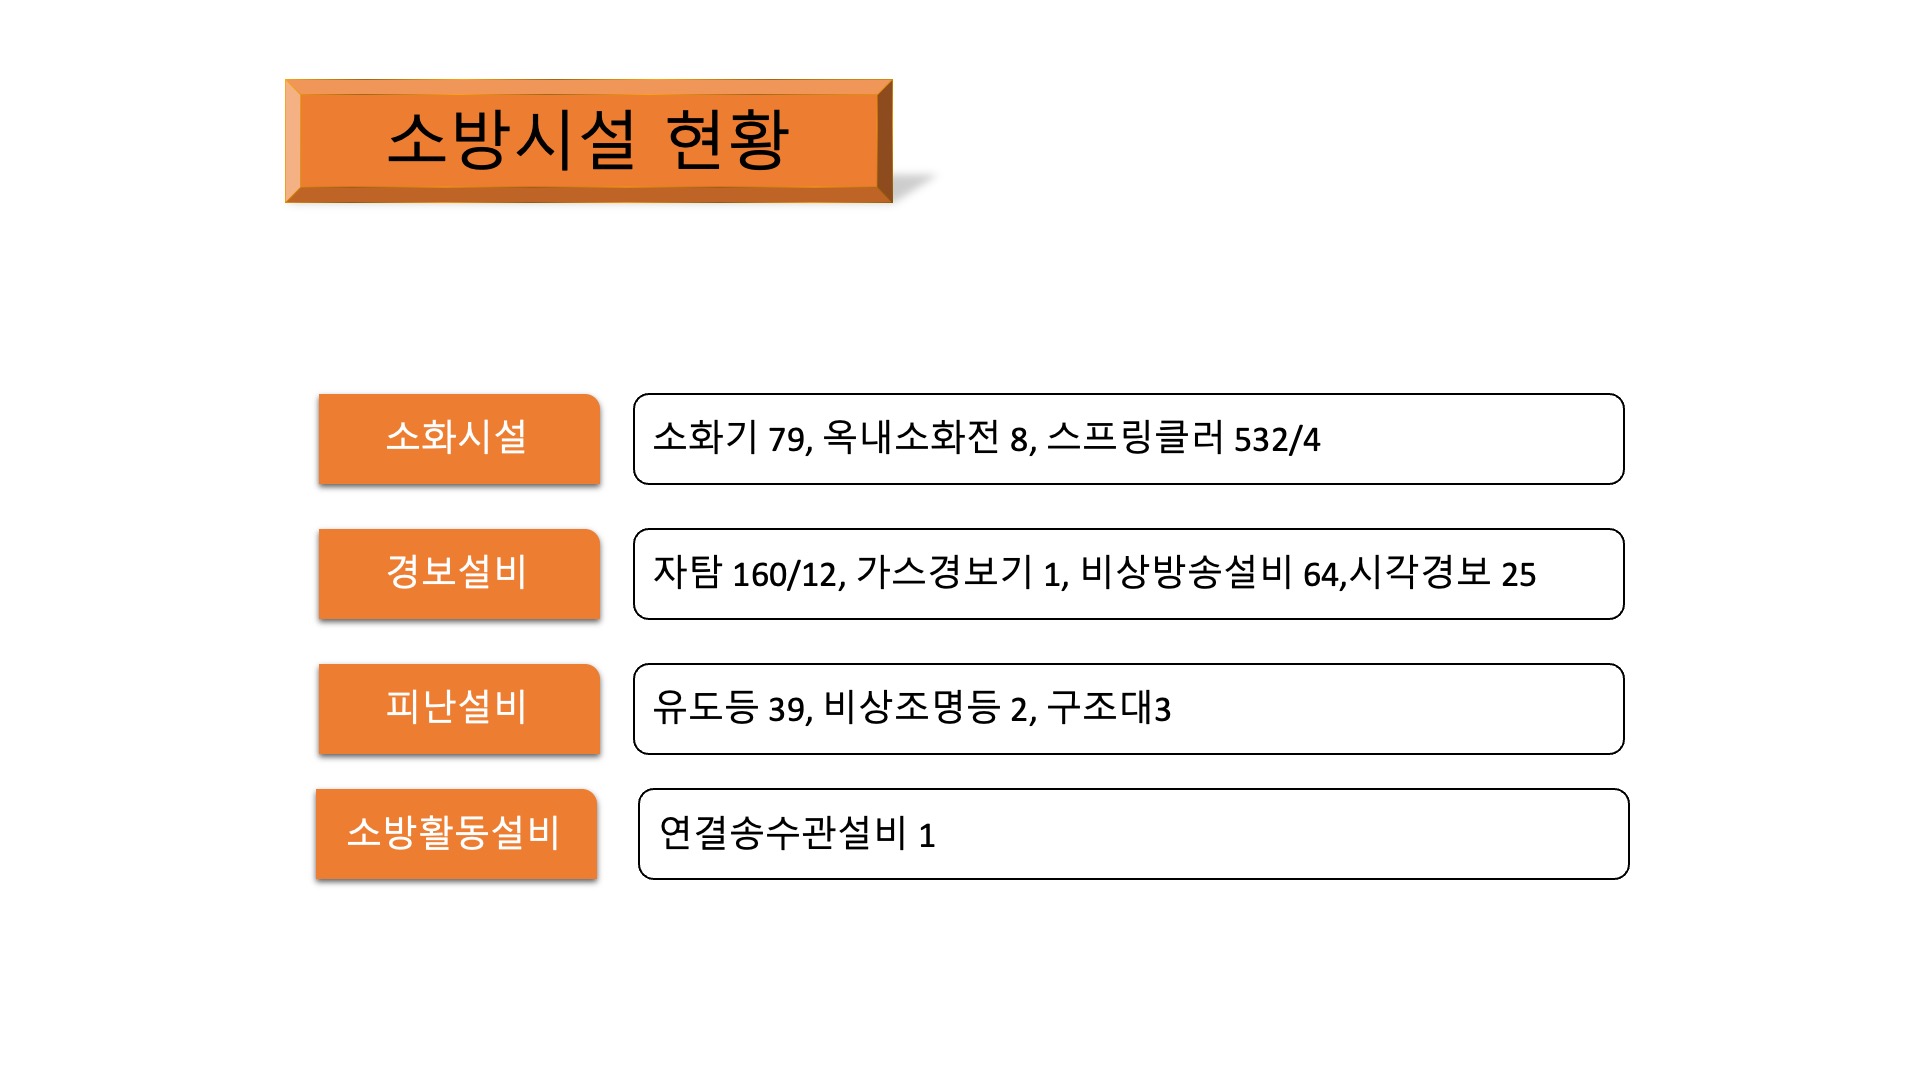 소방시설 현황
소화시설
소화기 79, 옥내소화전 8, 스프링클러 532/4
경보설비
자탐 160/12, 가스경보기 1, 비상방송설비 64,시각경보 25
피난설비
유도등 39, 비상조명등 2, 구조대3
소방활동설비
연결송수관설비 1